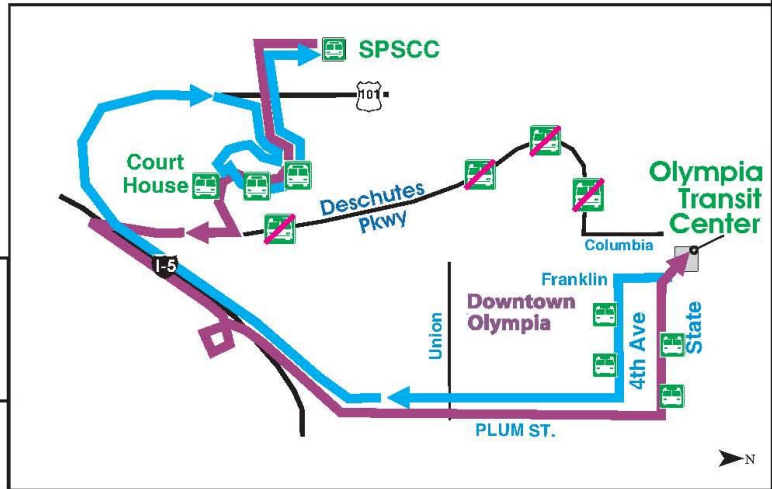 SPSCC
101
Court
House
Deschutes
Pkwy
Olympia
Transit
Center
Columbia
I-5
Franklin
Downtown
Olympia
Union
4th Ave
State
PLUM ST.
N